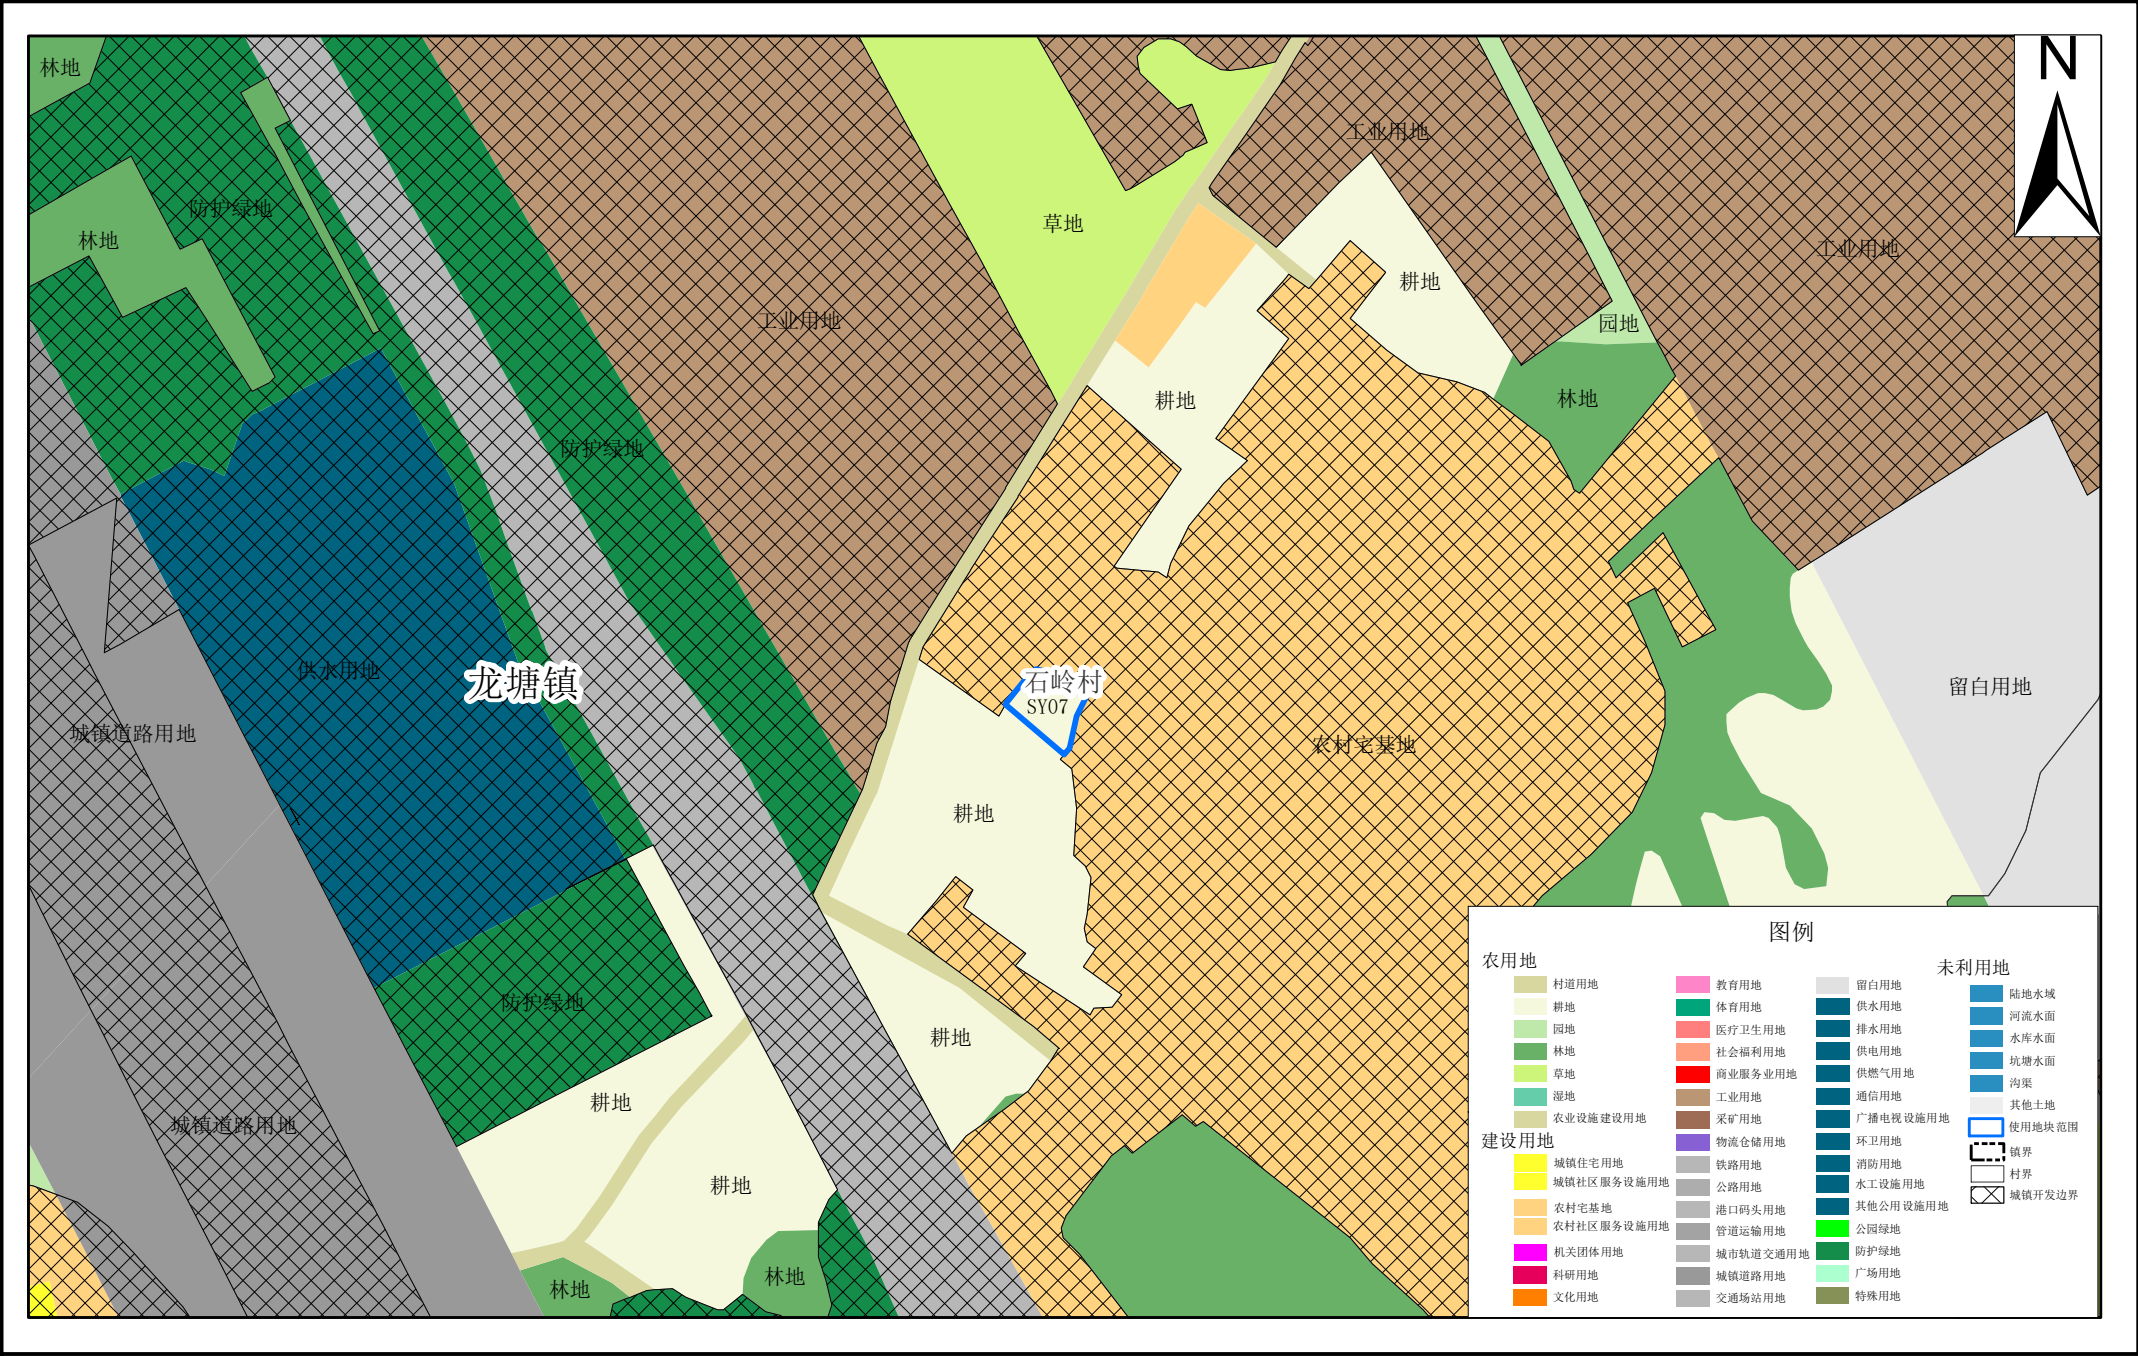 N
林地
工业用地
防护绿地
草地
林地
工业用地
耕地
工业用地
园地
耕地
林地
防护绿地
供水用地
龙塘镇
石岭村
SY07
留白用地
城镇道路用地
农村宅基地
耕地
防护绿地
耕地
耕地
城镇道路用地
耕地
林地
林地
图例
农用地
村道用地
耕地
园地
林地
草地
湿地
农业设施建设用地
建设用地
城镇住宅用地
城镇社区服务设施用地
农村宅基地
农村社区服务设施用地
机关团体用地
科研用地
文化用地
教育用地
体育用地
医疗卫生用地
社会福利用地
商业服务业用地
工业用地
采矿用地
物流仓储用地
铁路用地
公路用地
港口码头用地
管道运输用地
城市轨道交通用地
城镇道路用地
交通场站用地
留白用地
供水用地
排水用地
供电用地
供燃气用地
通信用地
广播电视设施用地
环卫用地
消防用地
水工设施用地
其他公用设施用地
公园绿地
防护绿地
广场用地
特殊用地
未利用地
陆地水域
河流水面
水库水面
坑塘水面
沟渠
其他土地
使用地块范围
镇界
村界
城镇开发边界